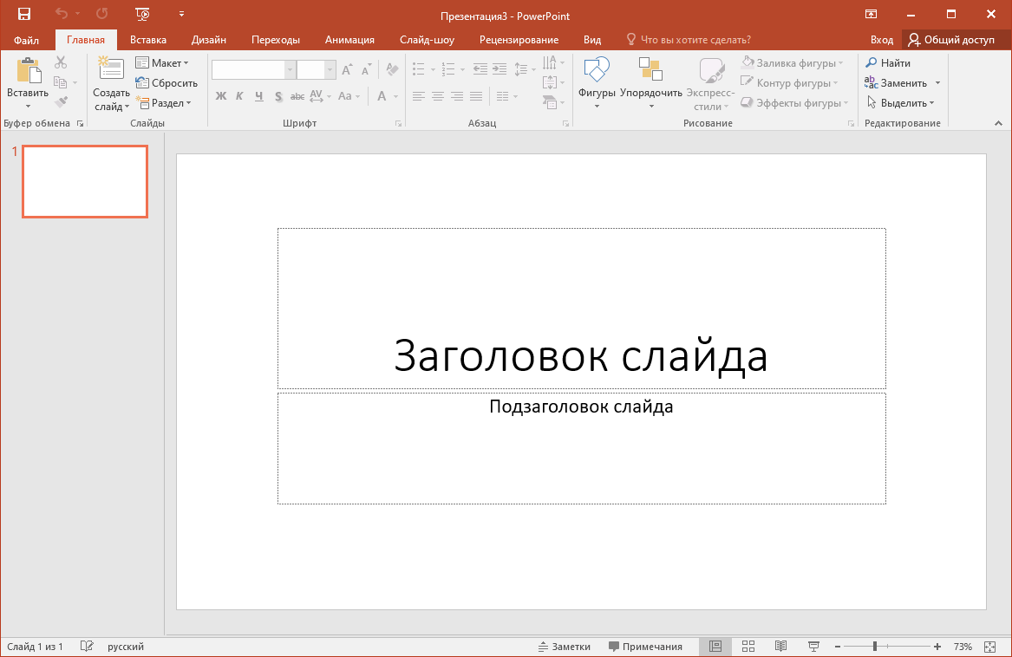 Презентация3 - PowerPoint
Файл Главная Вставка Дизайн Переходы Анимация Слайд-шоу Рецензирование Вид Что вы хотите сделать? Вход Общий доступ
Вставить
Буфер обмена
Создать слайд
Макет
Сбросить
Раздел
Слайды
Ж К Ч S abc AV Aa A
Шрифт
Абзац
Фигуры
Упорядочить
Экспресс-стили
Заливка фигуры
Контур фигуры
Эффекты фигуры
Рисование
Найти
Заменить
Выделить
Редактирование
1
Заголовок слайда
Подзаголовок слайда
Слайд 1 из 1 русский Заметки Примечания 73%